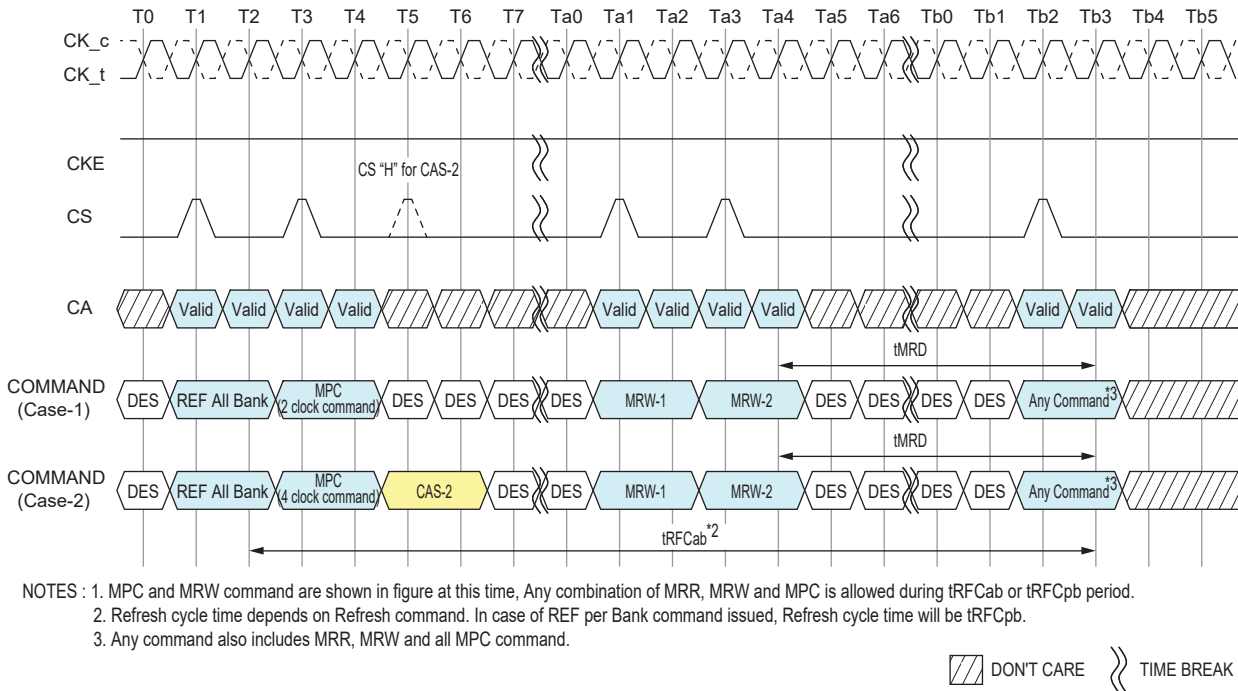 T0 T1 T2 T3 T4 T5 T6 T7 Ta0 Ta1 Ta2 Ta3 Ta4 Ta5 Ta6 Tb0 Tb1 Tb2 Tb3 Tb4 Tb5
CK_c
CK_t
CKE
CS “H” for CAS-2
CS
CA Valid Valid Valid Valid Valid Valid Valid Valid Valid Valid
tMRD
COMMAND
(Case-1)
DES REF All Bank MPC (2 clock command) DES DES DES DES MRW-1 MRW-2 DES DES DES DES Any Command*3
tMRD
COMMAND
(Case-2)
DES REF All Bank MPC (4 clock command) CAS-2 DES DES MRW-1 MRW-2 DES DES DES DES Any Command*3
tRFCab*2
NOTES : 1. MPC and MRW command are shown in figure at this time, Any combination of MRR, MRW and MPC is allowed during tRFCab or tRFCpb period.
2. Refresh cycle time depends on Refresh command. In case of REF per Bank command issued, Refresh cycle time will be tRFCpb.
3. Any command also includes MRR, MRW and all MPC command.
DON'T CARE TIME BREAK